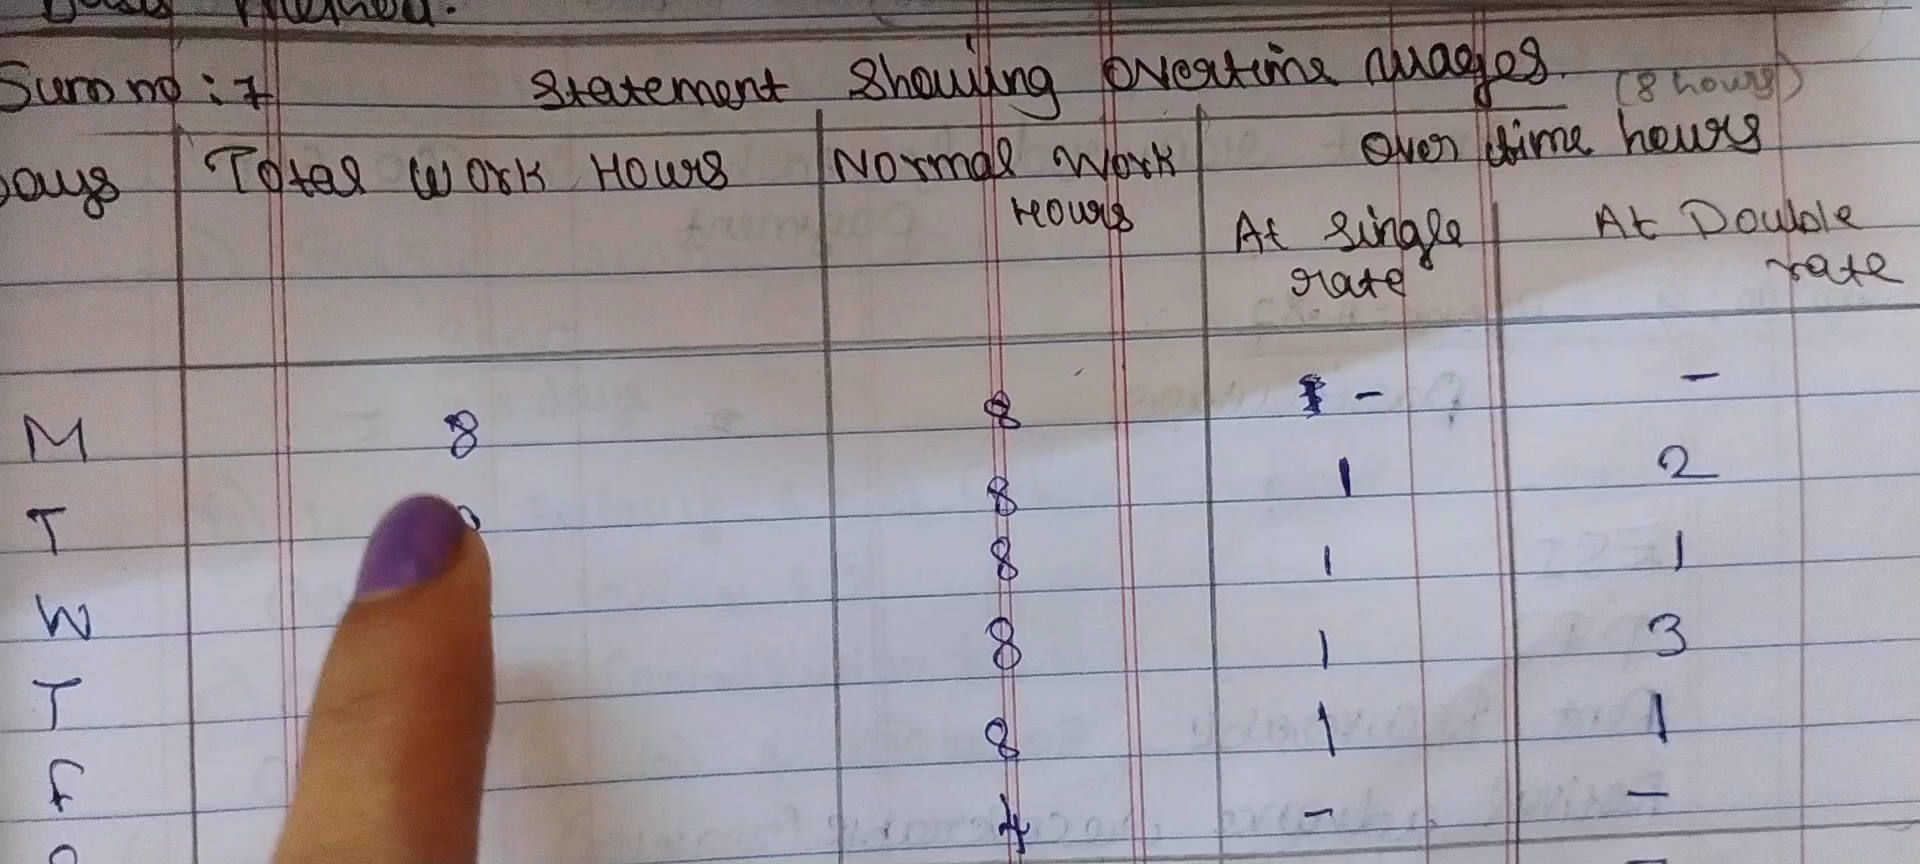 Method.
Sum no : 7 Statement Showing Overtime Wages. (8 hours)
Days Total Work Hours Normal Work Over time hours
Hours At Single At Double
rate rate
M 8 8 - -
T 8 1 2
W 8 1 1
T 8 1 3
F 8 1 1
4 - -